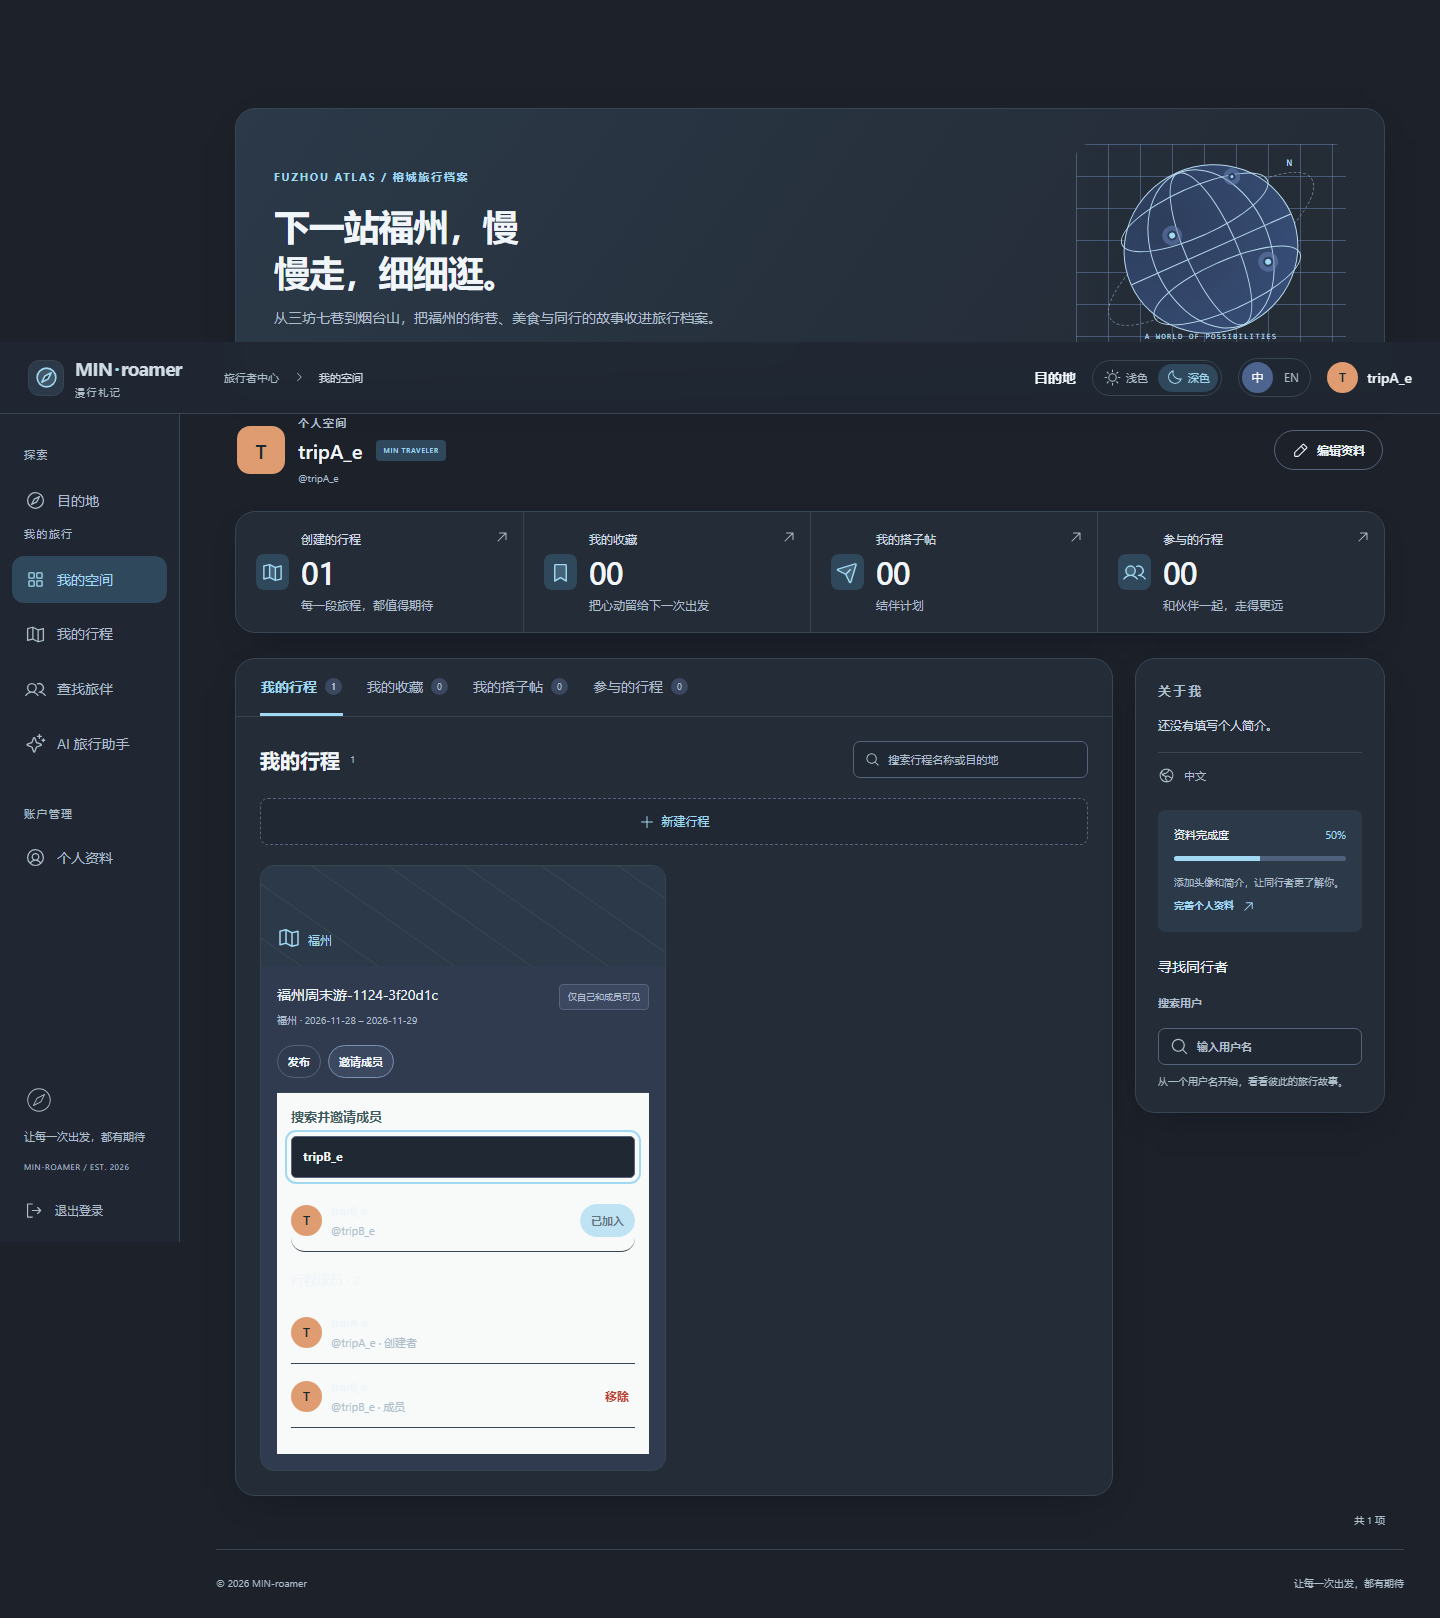 FUZHOU ATLAS / 榕城旅行档案
下一站福州，慢
慢走，细细逛。
从三坊七巷到烟台山，把福州的街巷、美食与同行的故事收进旅行档案。
N
A WORLD OF POSSIBILITIES
MIN·roamer
漫行札记
旅行者中心
我的空间
目的地
浅色
深色
中
EN
T
tripA_e
探索
目的地
我的旅行
我的空间
我的行程
查找旅伴
AI 旅行助手
账户管理
个人资料
让每一次出发，都有期待
MIN-ROAMER / EST. 2026
退出登录
T
个人空间
tripA_e
MIN TRAVELER
@tripA_e
编辑资料
创建的行程
01
每一段旅程，都值得期待
我的收藏
00
把心动留给下一次出发
我的搭子帖
00
结伴计划
参与的行程
00
和伙伴一起，走得更远
我的行程 1
我的收藏 0
我的搭子帖 0
参与的行程 0
我的行程 1
搜索行程名称或目的地
新建行程
福州
福州周末游-1124-3f20d1c
仅自己和成员可见
福州 · 2026-11-28 – 2026-11-29
发布
邀请成员
搜索并邀请成员
tripB_e
T
tripB_e
@tripB_e
已加入
行程成员 · 2
T
tripA_e
@tripA_e · 创建者
T
tripB_e
@tripB_e · 成员
移除
关于我
还没有填写个人简介。
中文
资料完成度
50%
添加头像和简介，让同行者更了解你。
完善个人资料
寻找同行者
搜索用户
输入用户名
从一个用户名开始，看看彼此的旅行故事。
共 1 项
© 2026 MIN-roamer
让每一次出发，都有期待